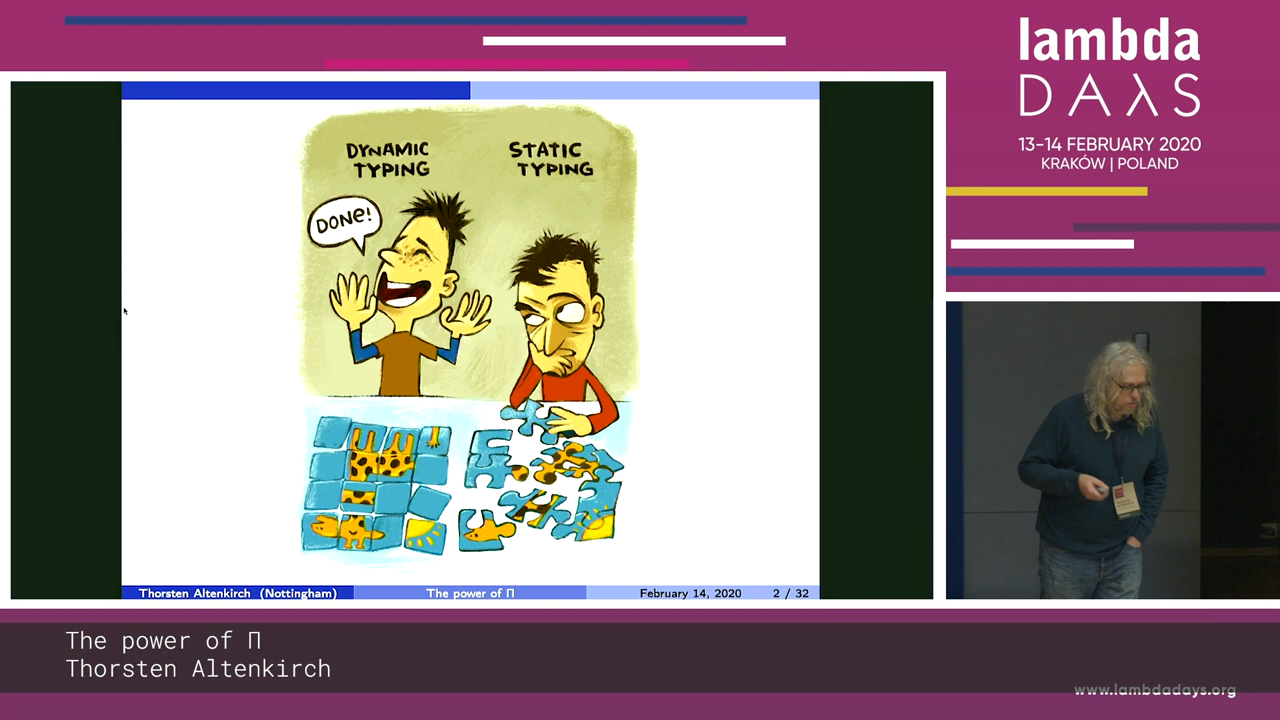 lambda
DAYS
13–14 FEBRUARY 2020
KRAKÓW | POLAND
DYNAMIC
TYPING
STATIC
TYPING
DONE!
Thorsten Altenkirch (Nottingham)
The power of Π
February 14, 2020
2 / 32
The power of Π
Thorsten Altenkirch
www.lambdadays.org